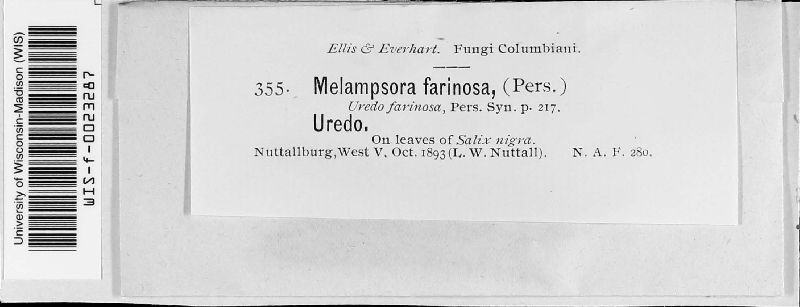 University of Wisconsin-Madison (WIS)
WIS-f-0023287
Ellis & Everhart. Fungi Columbiani.
355. Melampsora farinosa, (Pers.)
Uredo farinosa, Pers. Syn. p. 217.
Uredo.
On leaves of Salix nigra.
Nuttallburg, West V, Oct. 1893 (L. W. Nuttall). N. A. F. 280.